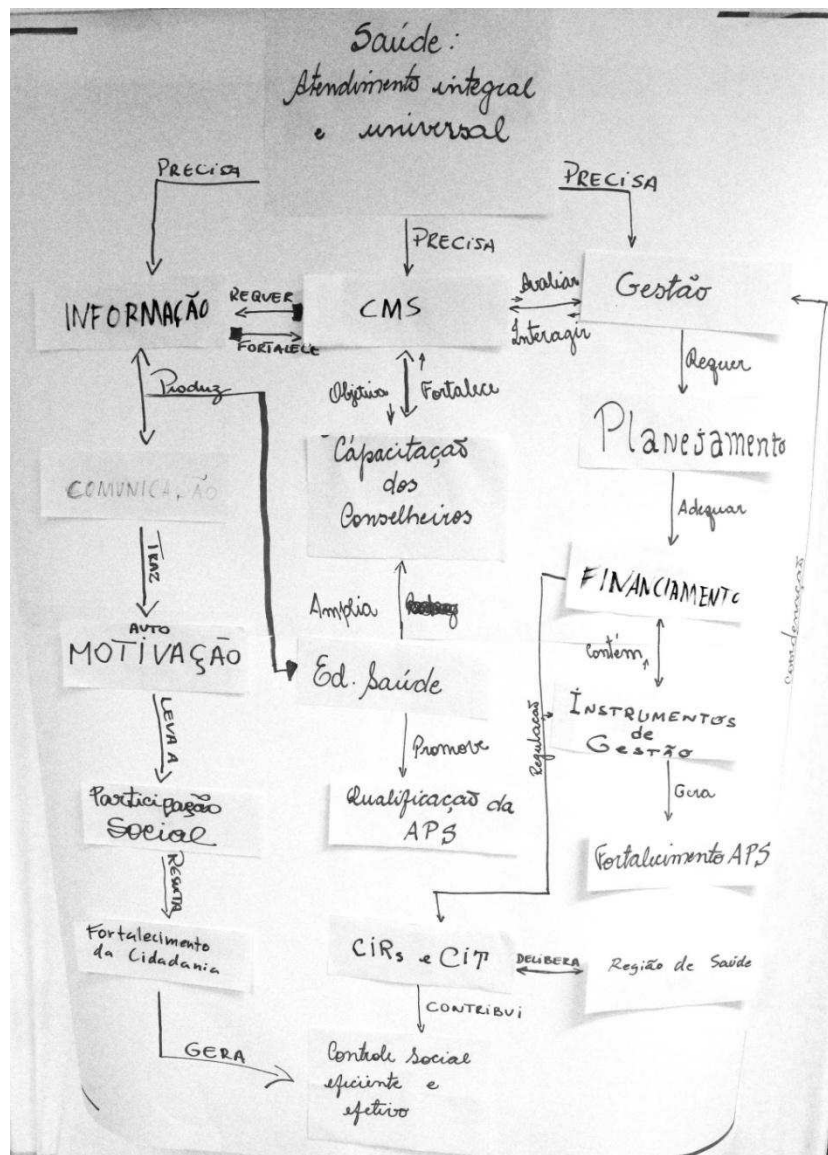 Saúde:
Atendimento integral
e universal
PRECISA
PRECISA
PRECISA
INFORMAÇÃO
REQUER
FORTALECE
CMS
Avaliar
Interagir
Gestão
Produz
Objetivo
Fortalece
Requer
COMUNICAÇÃO
Capacitação
dos
Conselheiros
Planejamento
TRAZ
Adequar
AUTO
MOTIVAÇÃO
Amplia
FINANCIAMENTO
Contém
Coordenação
Ed. Saúde
LEVA A
Promove
Regulação
INSTRUMENTOS
de
GESTÃO
Participação
Social
Qualificação da
APS
Gera
Fortalecimento APS
RESULTA
Fortalecimento
da Cidadania
CiRs e CIT
DELIBERA
Região de Saúde
CONTRIBUI
GERA
Controle Social
eficiente e
efetivo